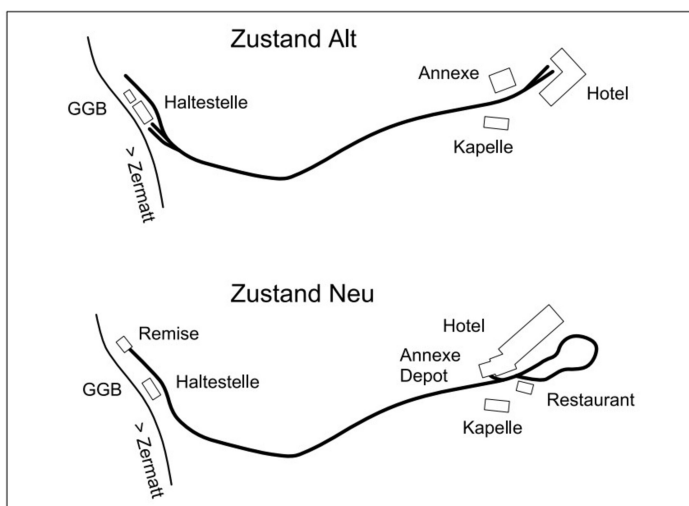 Zustand Alt
Annexe
GGB
Haltestelle
Hotel
Kapelle
> Zermatt
Zustand Neu
Hotel
Remise
Annexe
Depot
GGB
Haltestelle
Restaurant
Kapelle
> Zermatt